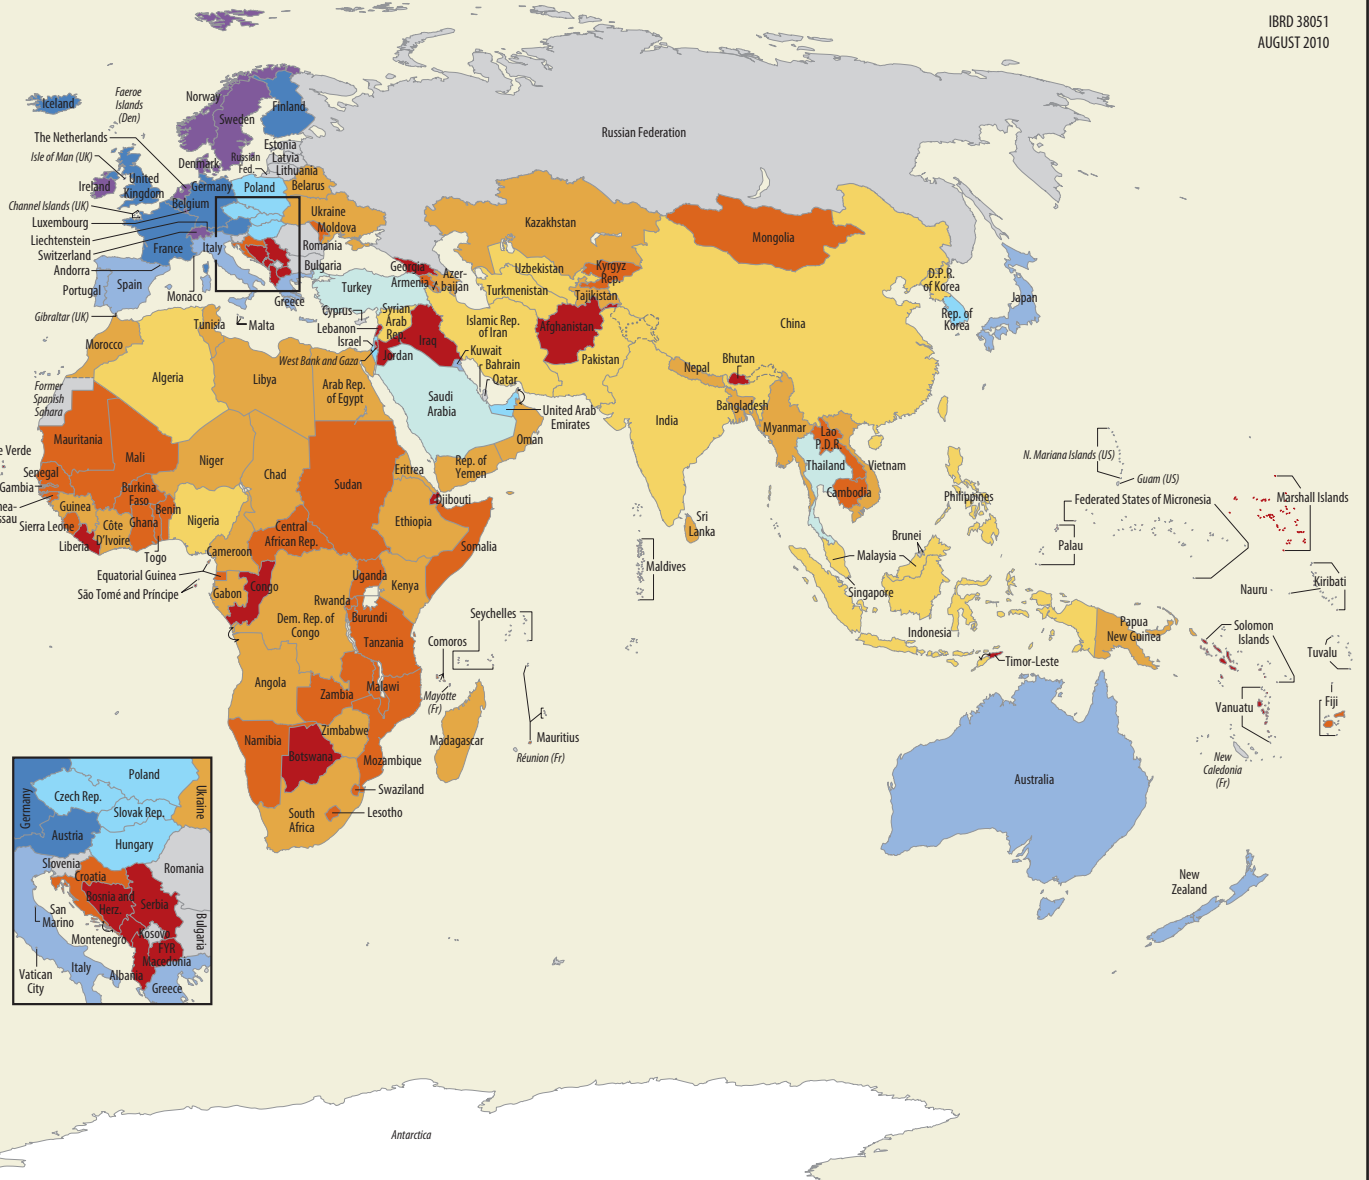 IBRD 38051
AUGUST 2010
Faeroe
Islands
(Den)
Iceland
Norway
Sweden
Finland
Russian Federation
The Netherlands
Isle of Man (UK)
Estonia
Latvia
Lithuania
Russian
Fed.
Denmark
Ireland
United
Kingdom
Germany
Poland
Belarus
Belgium
Channel Islands (UK)
Luxembourg
Liechtenstein
Switzerland
Andorra
France
Italy
Ukraine
Moldova
Romania
Bulgaria
Portugal
Spain
Monaco
Greece
Gibraltar (UK)
Malta
Kazakhstan
Mongolia
Georgia
Armenia
Azer-
baijan
Uzbekistan
Turkmenistan
Kyrgyz
Rep.
Tajikistan
Turkey
Cyprus
Lebanon
Israel
West Bank and Gaza
Syrian
Arab
Rep.
Jordan
Iraq
Islamic Rep.
of Iran
Afghanistan
Kuwait
Bahrain
Qatar
Pakistan
China
D.P.R.
of Korea
Rep. of
Korea
Japan
Nepal
Bhutan
Bangladesh
India
Myanmar
Lao
P.D.R.
Thailand
Vietnam
Cambodia
Philippines
Morocco
Tunisia
Algeria
Libya
Arab Rep.
of Egypt
Saudi
Arabia
United Arab
Emirates
Oman
Rep. of
Yemen
Former
Spanish
Sahara
Mauritania
Mali
Niger
Chad
Sudan
Eritrea
Djibouti
e Verde
Senegal
Gambia
nea-
ssau
Guinea
Sierra Leone
Liberia
Côte
D'Ivoire
Burkina
Faso
Ghana
Benin
Togo
Nigeria
Cameroon
Central
African Rep.
Ethiopia
Somalia
Equatorial Guinea
São Tomé and Príncipe
Gabon
Congo
Dem. Rep. of
Congo
Uganda
Rwanda
Burundi
Kenya
Tanzania
Sri
Lanka
Maldives
Brunei
Malaysia
Singapore
Indonesia
Timor-Leste
Papua
New Guinea
N. Mariana Islands (US)
Guam (US)
Federated States of Micronesia
Marshall Islands
Palau
Nauru
Kiribati
Solomon
Islands
Tuvalu
Vanuatu
Fiji
New
Caledonia
(Fr)
Seychelles
Comoros
Mayotte
(Fr)
Mauritius
Réunion (Fr)
Angola
Zambia
Malawi
Zimbabwe
Mozambique
Madagascar
Namibia
Botswana
Swaziland
Lesotho
South
Africa
Australia
New
Zealand
Germany
Poland
Ukraine
Czech Rep.
Slovak Rep.
Austria
Hungary
Slovenia
Croatia
Romania
Bosnia and
Herz.
Serbia
San
Marino
Montenegro
Kosovo
FYR
Macedonia
Bulgaria
Vatican
City
Italy
Albania
Greece
Antarctica